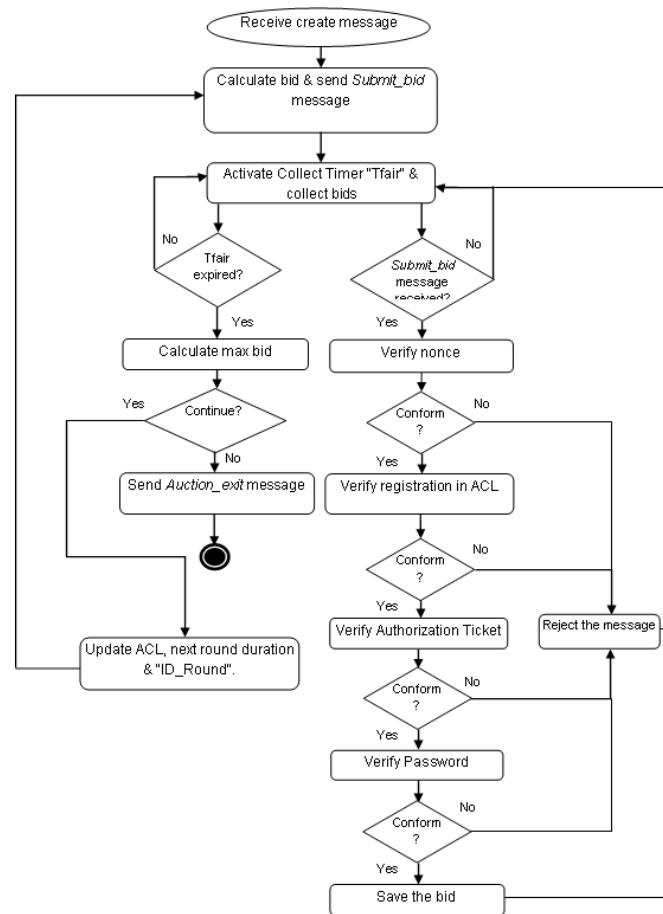 Receive create message
Calculate bid & send Submit_bid
message
Activate Collect Timer "Tfair" &
collect bids
No
Tfair
expired?
Yes
No
Submit_bid
message
received?
Yes
Calculate max bid
Verify nonce
Yes
Continue?
No
Conform
?
No
Yes
Send Auction_exit message
Verify registration in ACL
Conform
?
No
Yes
Update ACL, next round duration
& "ID_Round".
Verify Authorization Ticket
Reject the message
Conform
?
No
Yes
Verify Password
Conform
?
No
Yes
Save the bid